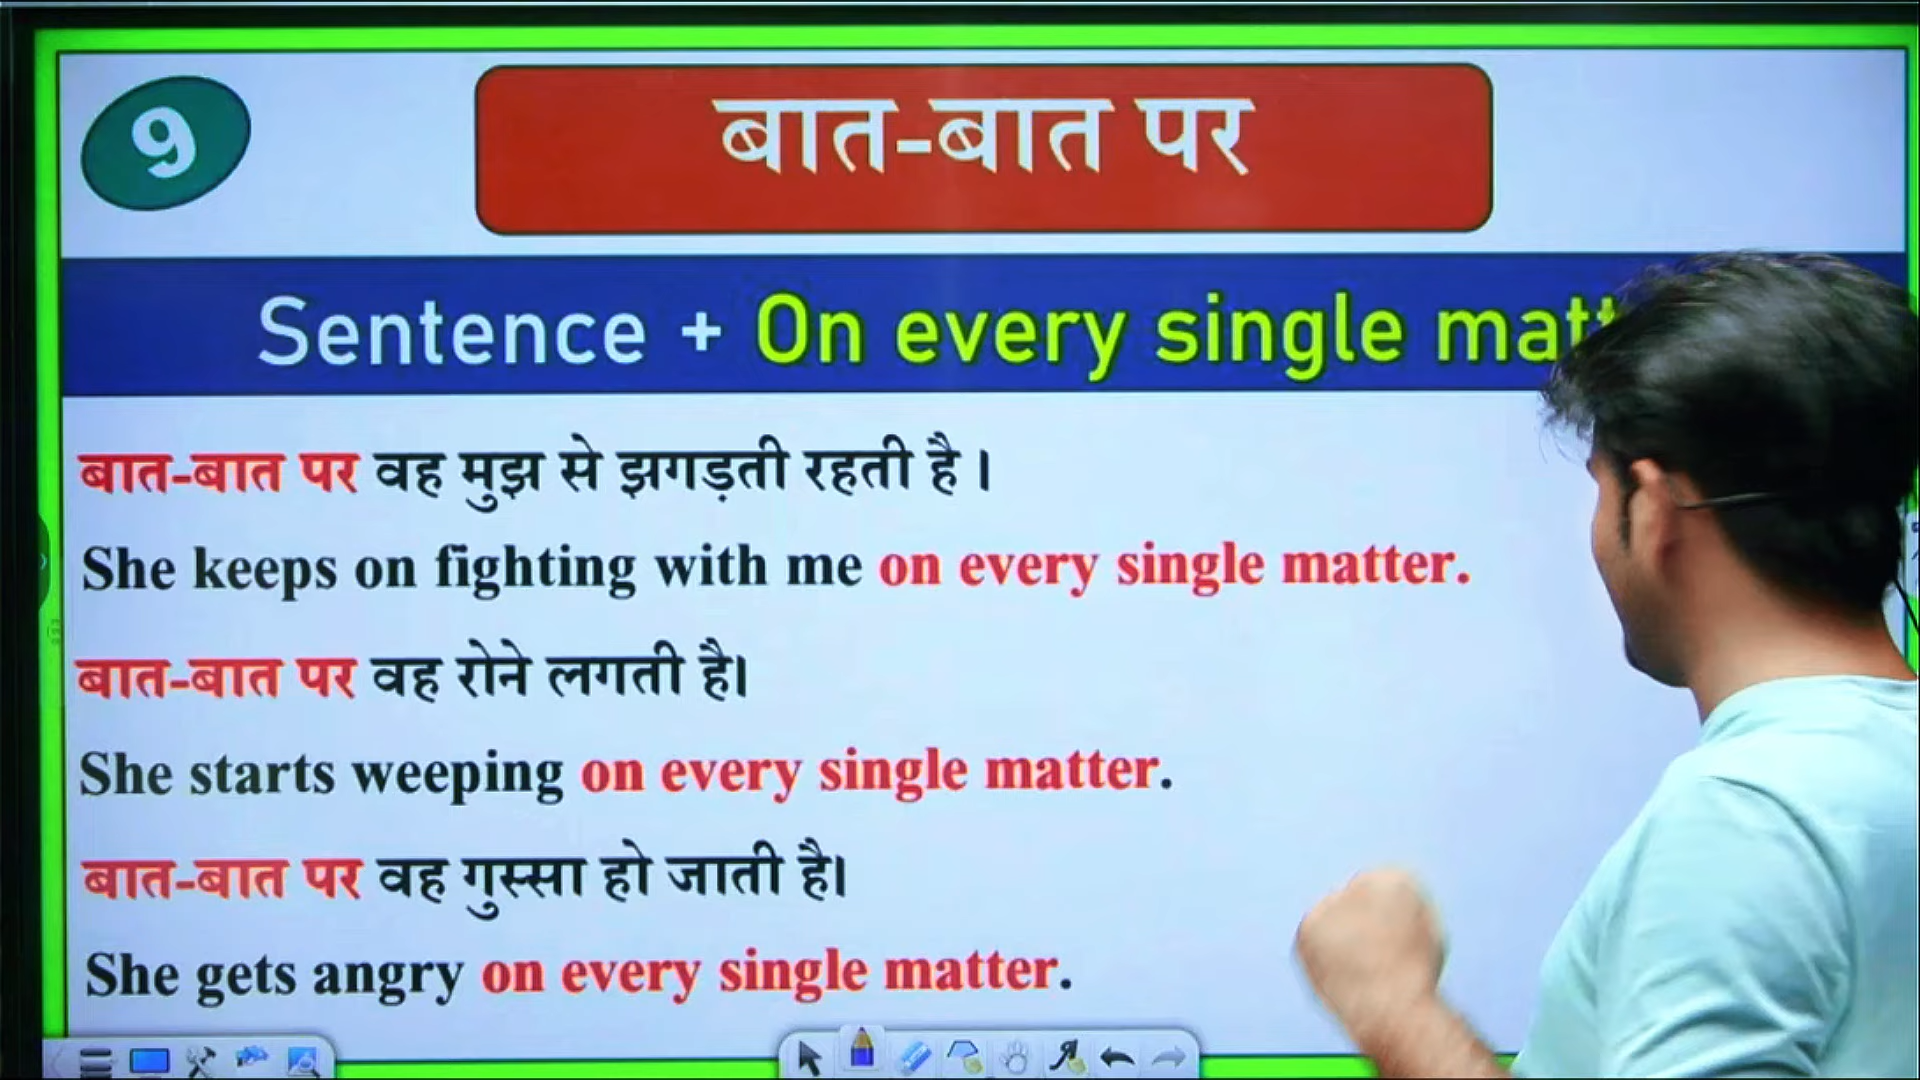 9
बात-बात पर
Sentence + On every single
बात-बात पर वह मुझ से झगड़ती रहती है ।
She keeps on fighting with me on every single matter.
बात-बात पर वह रोने लगती है।
She starts weeping on every single matter.
बात-बात पर वह गुस्सा हो जाती है।
She gets angry on every single matter.